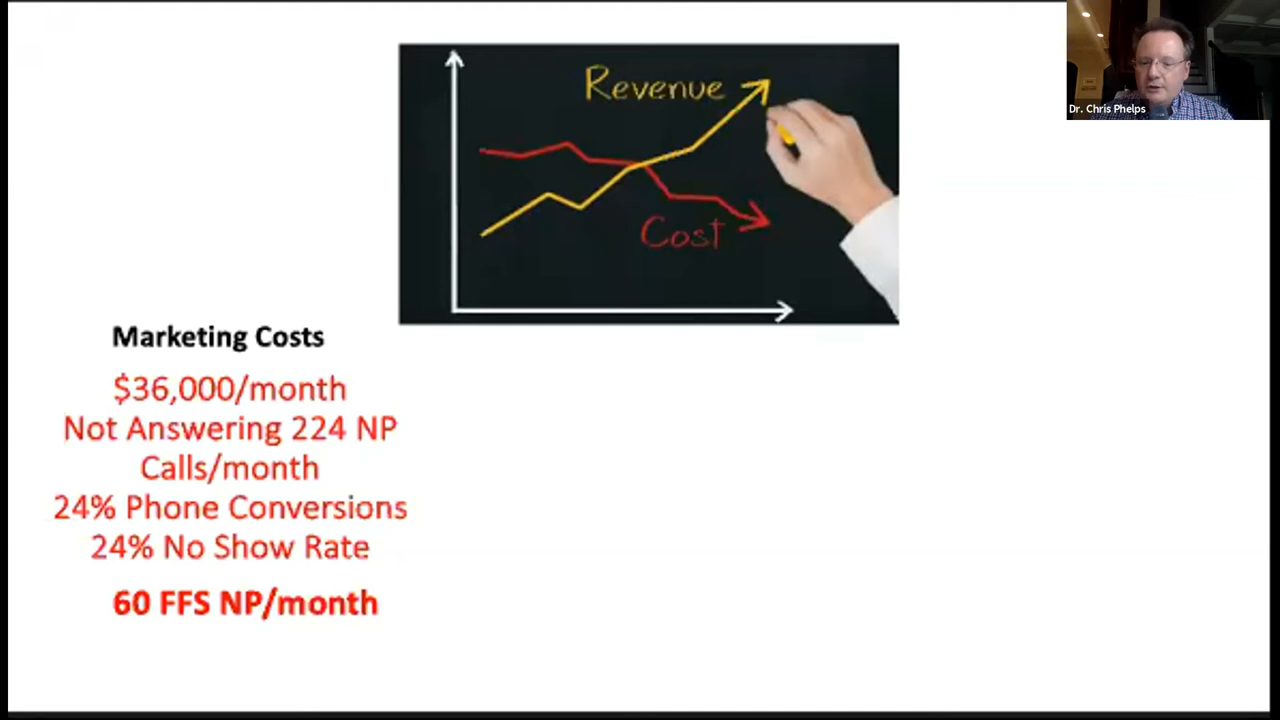 Revenue
Cost
Dr. Chris Phelps
Marketing Costs
$36,000/month
Not Answering 224 NP
Calls/month
24% Phone Conversions
24% No Show Rate
60 FFS NP/month